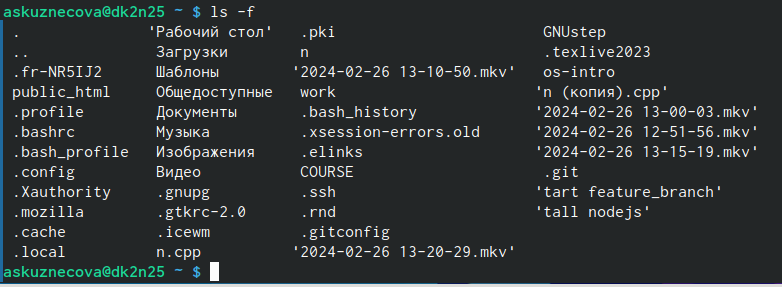 askuznecova@dk2n25 ~ $ ls -f
.                'Рабочий стол'   .pki                       GNUstep
..               Загрузки         n                          .texlive2023
.fr-NR5IJ2       Шаблоны         '2024-02-26 13-10-50.mkv'   os-intro
public_html      Общедоступные    work                      'n (копия).cpp'
.profile         Документы        .bash_history             '2024-02-26 13-00-03.mkv'
.bashrc          Музыка           .xsession-errors.old      '2024-02-26 12-51-56.mkv'
.bash_profile    Изображения      .elinks                   '2024-02-26 13-15-19.mkv'
.config          Видео            COURSE                     .git
.Xauthority      .gnupg           .ssh                      'tart feature_branch'
.mozilla         .gtkrc-2.0       .rnd                      'tall nodejs'
.cache           .icewm           .gitconfig
.local           n.cpp           '2024-02-26 13-20-29.mkv'
askuznecova@dk2n25 ~ $